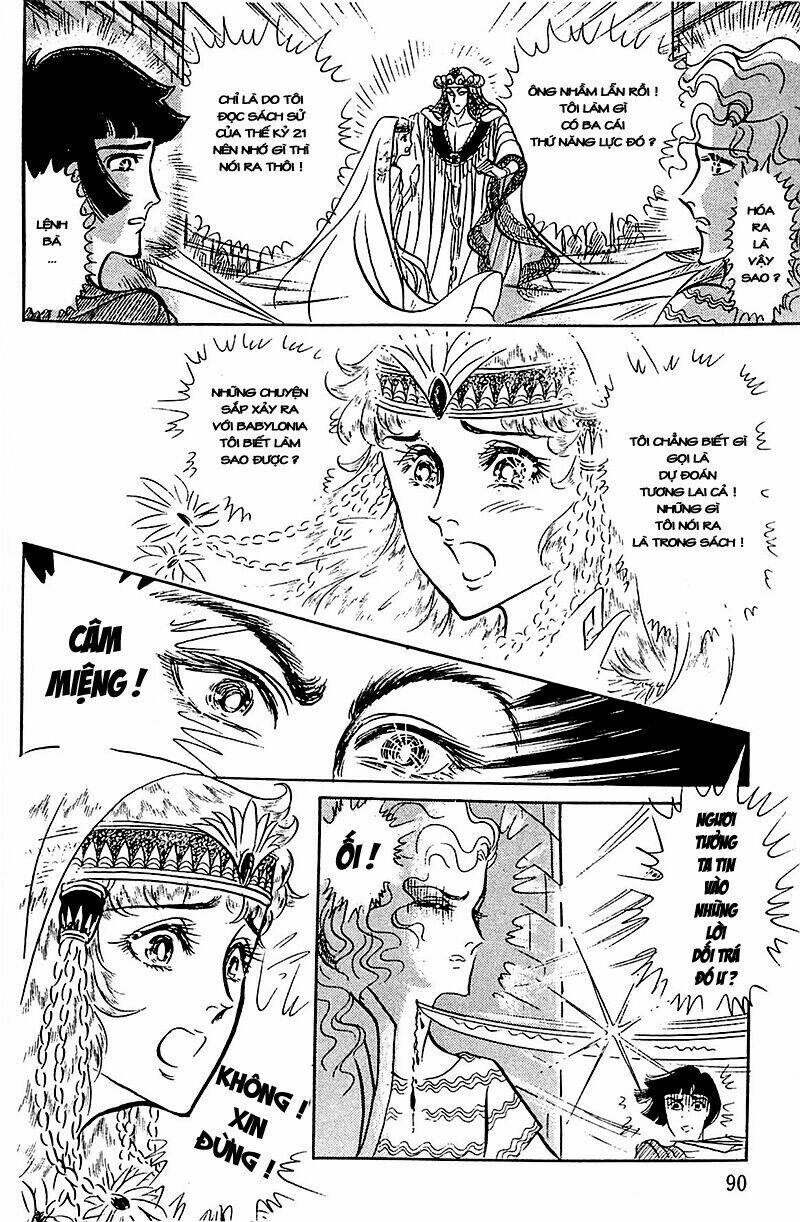 CHỈ LÀ DO TÔI
ĐỌC SÁCH SỬ
CỦA THẾ KỶ 21
NÊN NHỚ GÌ THÌ
NÓI RA THÔI !
ÔNG NHẦM LẪN RỒI !
TÔI LÀM GÌ
CÓ BA CÁI
THỨ NĂNG LỰC ĐÓ ?
LỆNH
BÀ
...
HÓA
RA
LÀ
VẬY
SAO ?
NHỮNG CHUYỆN
SẮP XẢY RA
VỚI BABYLONIA
TÔI BIẾT LÀM
SAO ĐƯỢC ?
TÔI CHẲNG BIẾT GÌ
GỌI LÀ
DỰ ĐOÁN
TƯƠNG LAI CẢ !
NHỮNG GÌ
TÔI NÓI RA
LÀ TRONG SÁCH !
CÂM
MIỆNG !
NGƯƠI
TƯỞNG
TA TIN
VÀO
NHỮNG
LỜI
DỐI TRÁ
ĐÓ Ư ?
ỐI !
KHÔNG !
XIN
ĐỪNG !
90